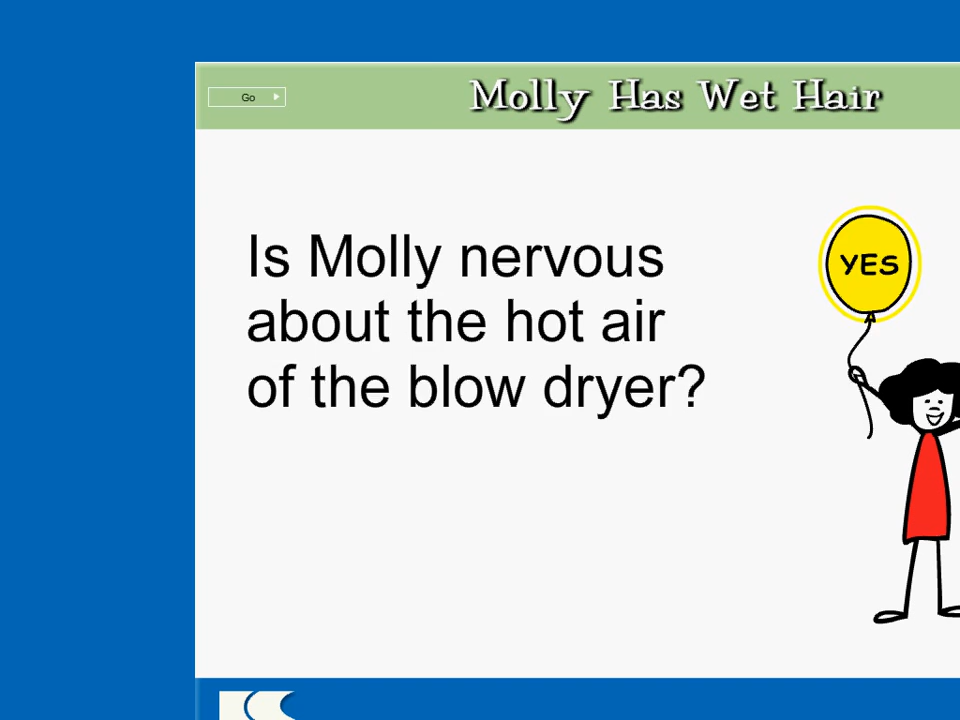 Go
Molly Has Wet Hair
Is Molly nervous
about the hot air
of the blow dryer?
YES